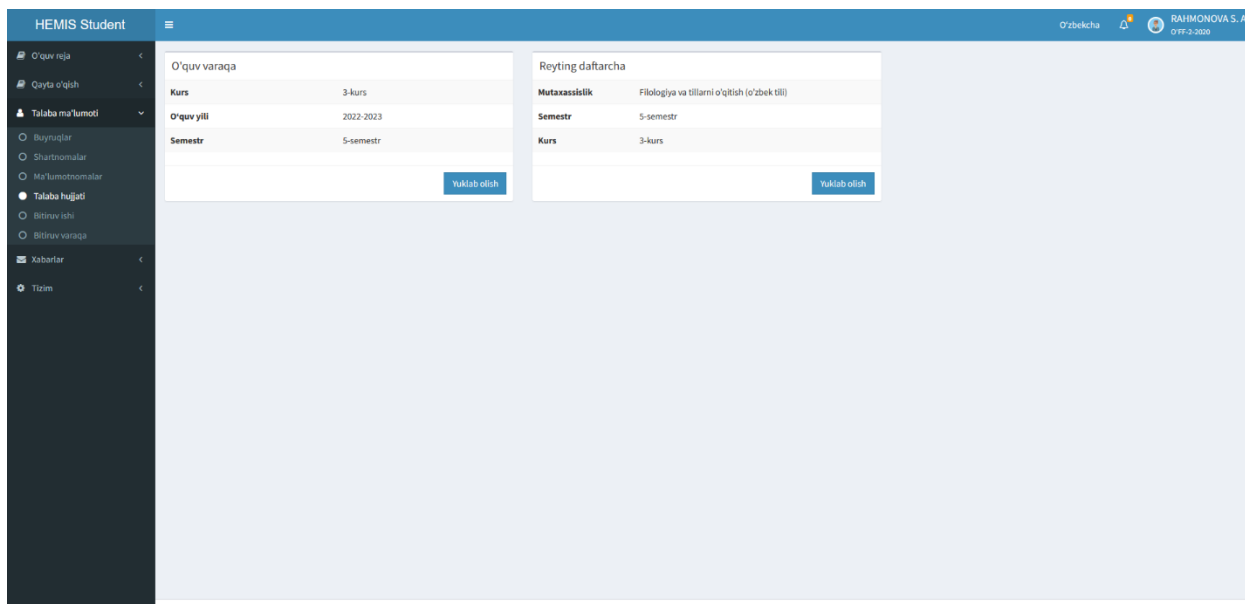 HEMIS Student
O'zbekcha
RAHMONOVA S. A
O'FF-2-2020
O'quv reja
Qayta o'qish
Talaba ma'lumoti
Buyruqlar
Shartnomalar
Ma'lumotnomalar
Talaba hujjati
Bitiruv ishi
Bitiruv varaqa
Xabarlar
Tizim
O'quv varaqa
Kurs 3-kurs
O'quv yili 2022-2023
Semestr 5-semestr
Yuklab olish
Reyting daftarcha
Mutaxassislik Filologiya va tillarni o'qitish (o'zbek tili)
Semestr 5-semestr
Kurs 3-kurs
Yuklab olish